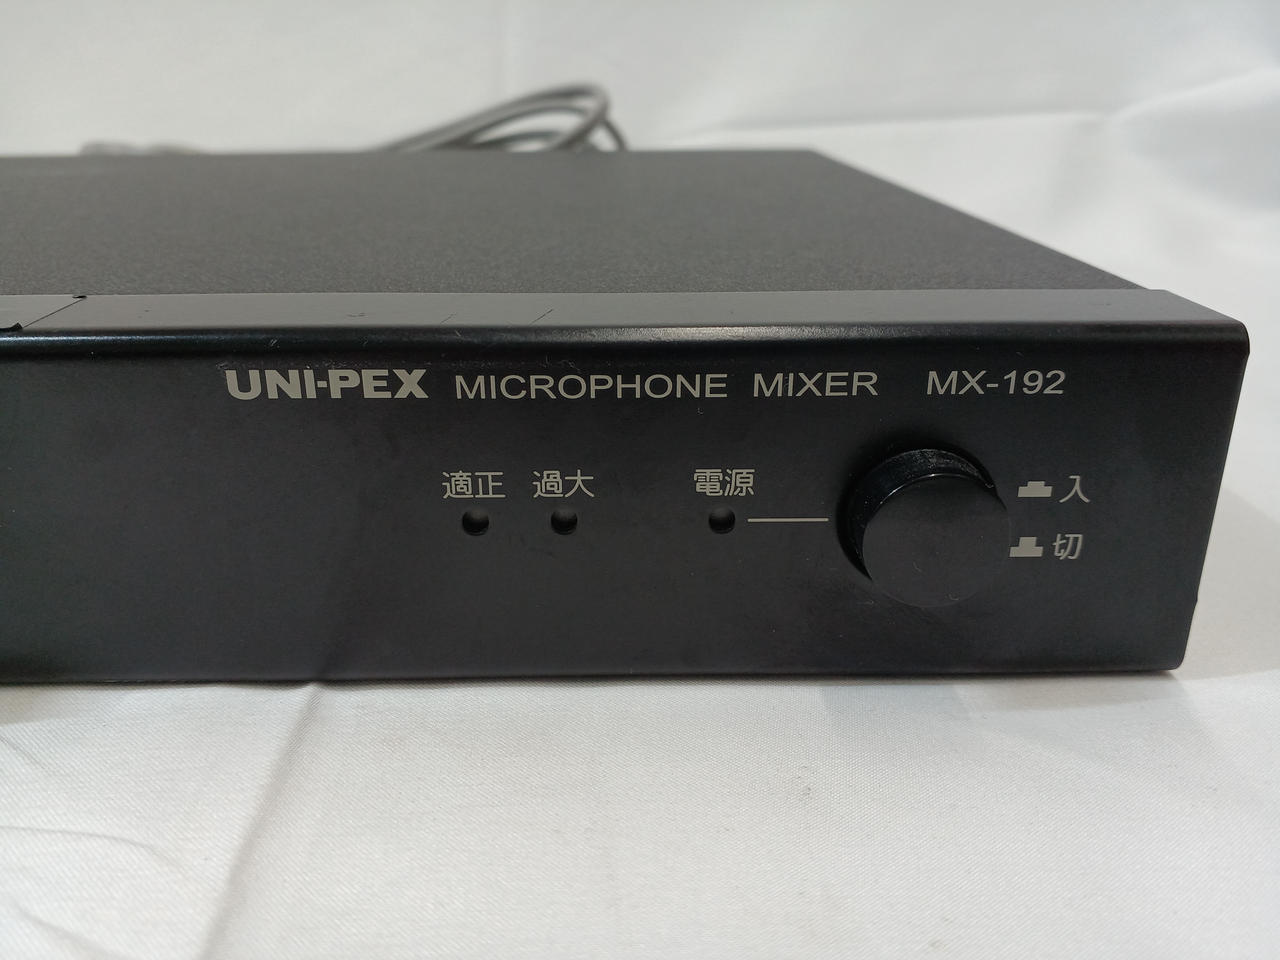 UNI-PEX MICROPHONE MIXER MX-192
適正 過大 電源
入
切